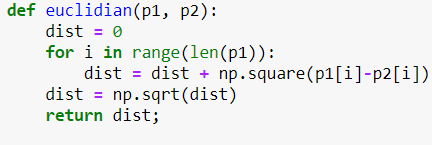 def euclidian(p1, p2):
    dist = 0
    for i in range(len(p1)):
        dist = dist + np.square(p1[i]-p2[i])
    dist = np.sqrt(dist)
    return dist;